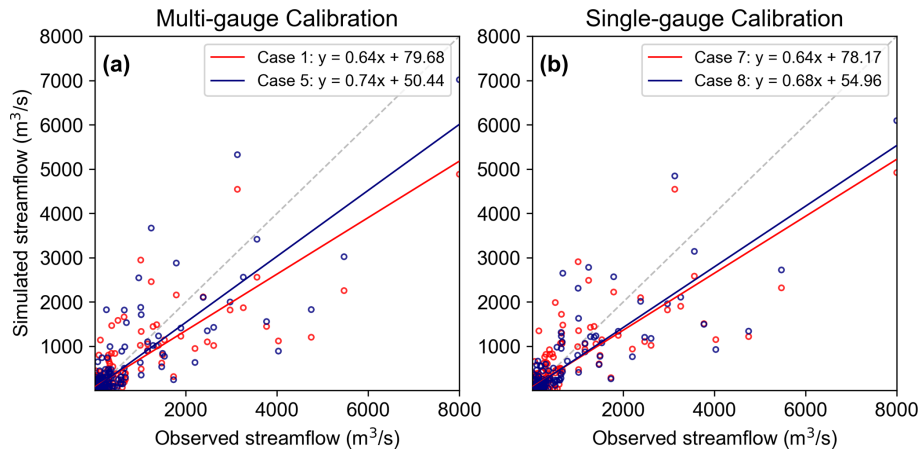 Multi-gauge Calibration
(a)
Case 1: y = 0.64x + 79.68
Case 5: y = 0.74x + 50.44
8000
7000
6000
5000
4000
3000
2000
1000
Simulated streamflow (m³/s)
2000
4000
6000
8000
Observed streamflow (m³/s)
Single-gauge Calibration
(b)
Case 7: y = 0.64x + 78.17
Case 8: y = 0.68x + 54.96
8000
7000
6000
5000
4000
3000
2000
1000
2000
4000
6000
8000
Observed streamflow (m³/s)